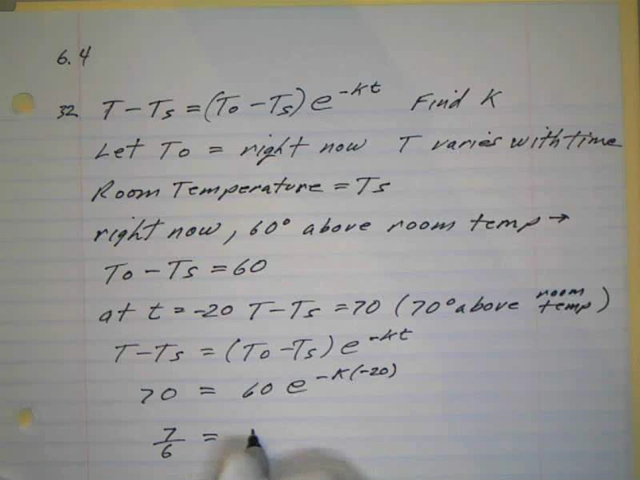 6.4
32 T - Ts = (To - Ts) e^-kt Find K
Let To = right now T varies with time
Room Temperature = Ts
right now, 60° above room temp →
To - Ts = 60
at t = -20 T - Ts = 70 (70° above room temp)
T - Ts = (To - Ts) e^-kt
70 = 60 e^-K(-20)
7/6 =